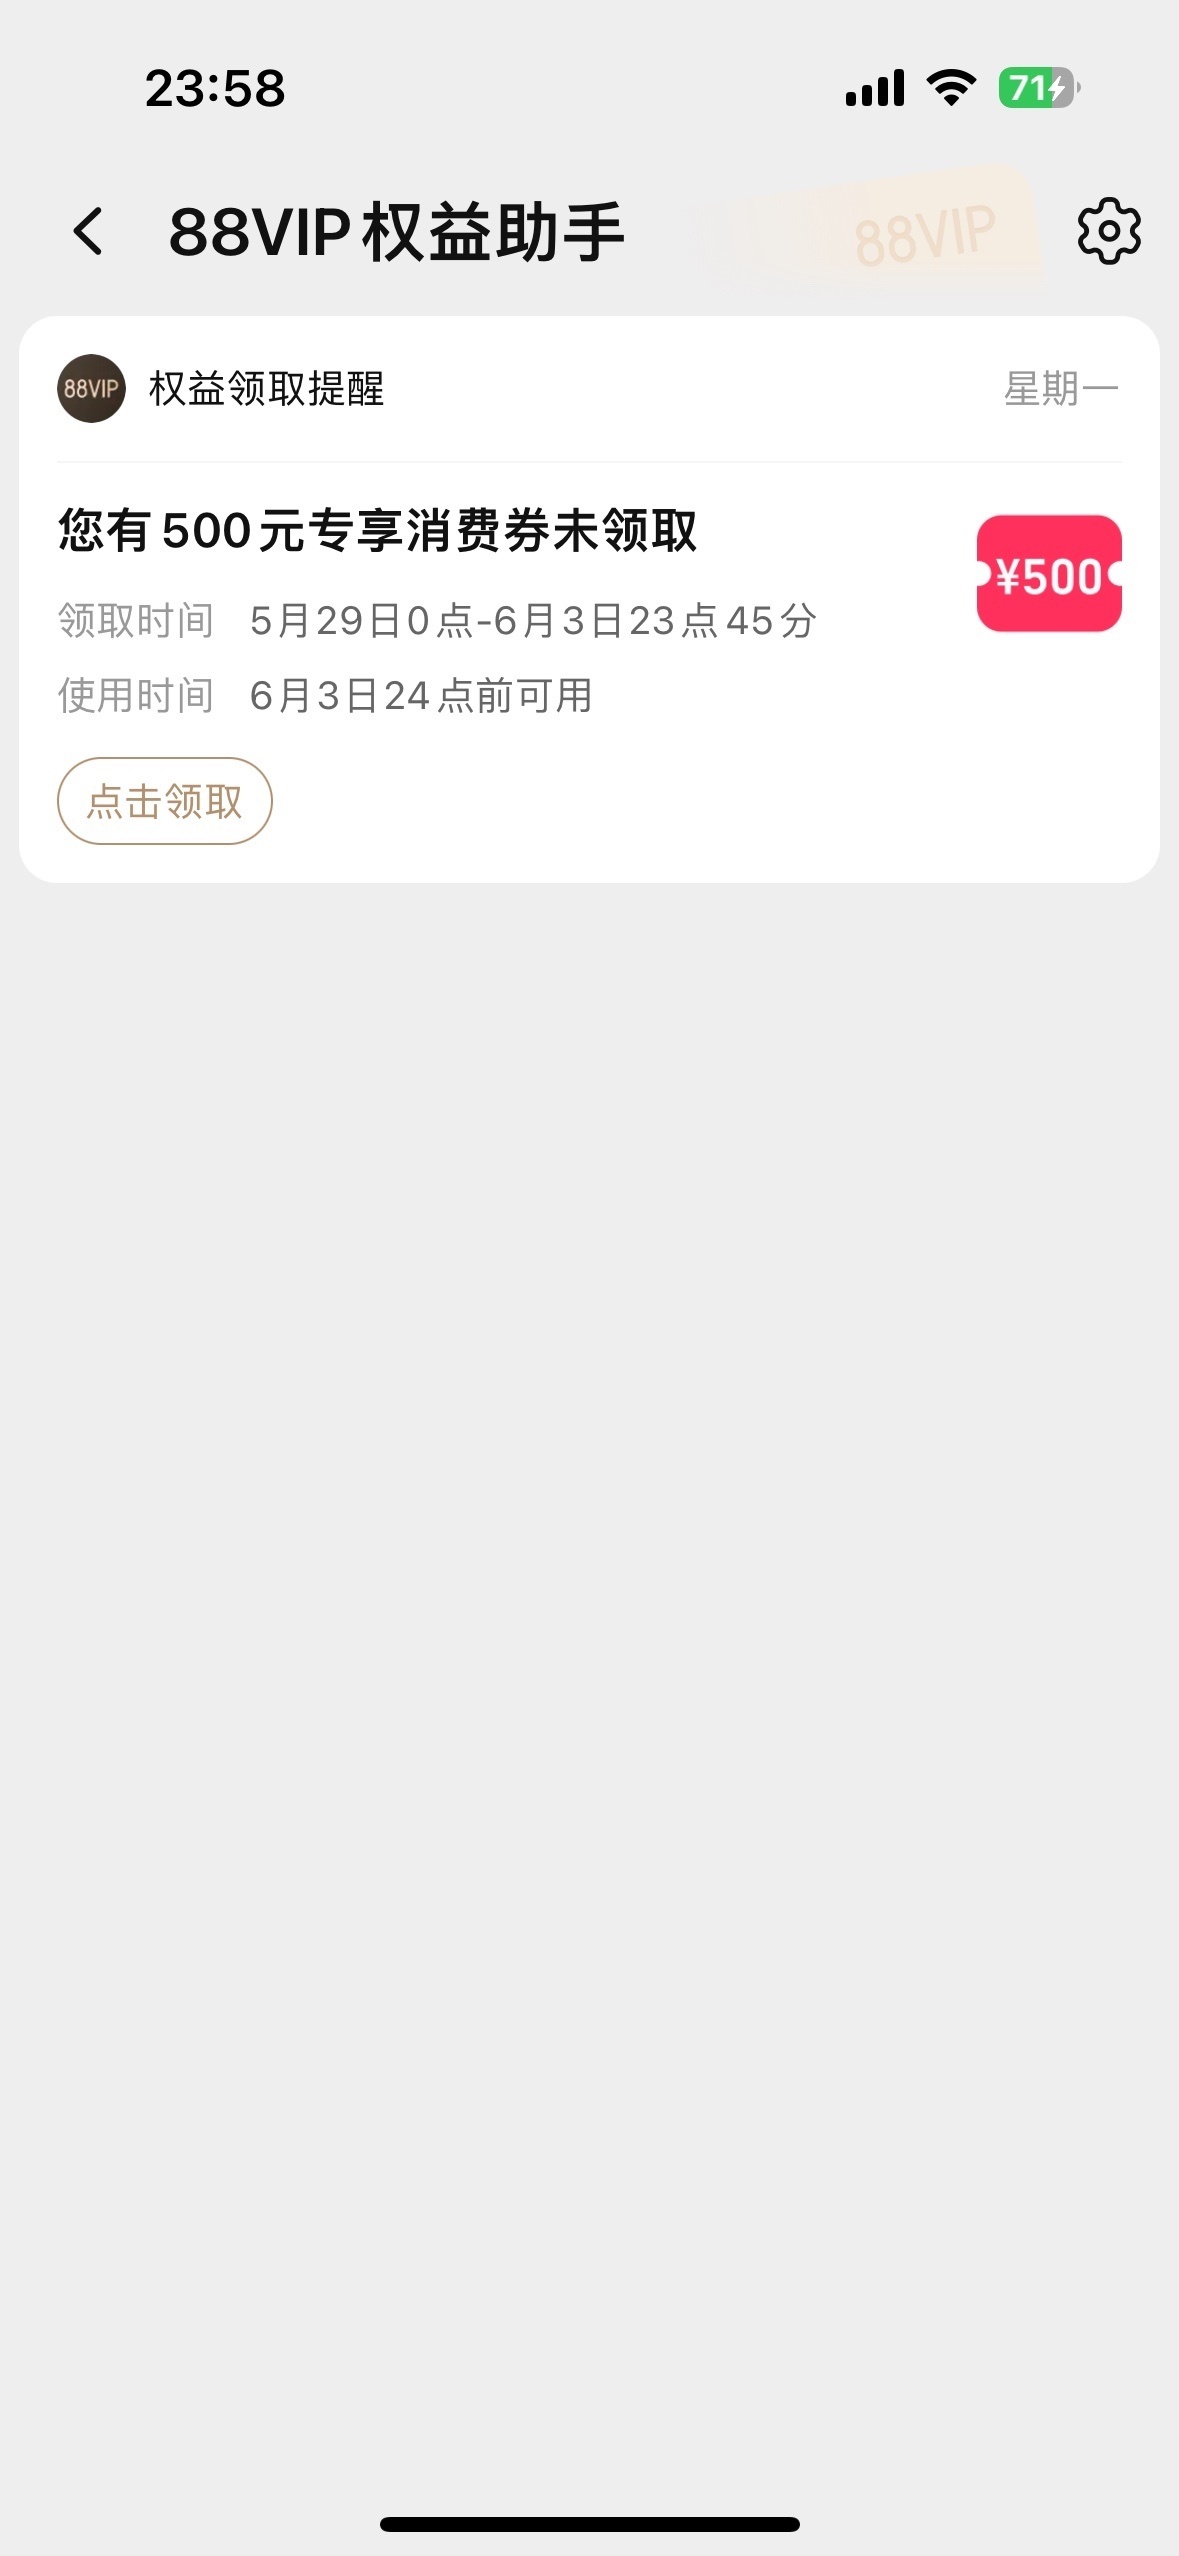 23:58
71
88VIP权益助手
88VIP
88VIP 权益领取提醒 星期一
您有500元专享消费券未领取
¥500
领取时间 5月29日0点-6月3日23点45分
使用时间 6月3日24点前可用
点击领取